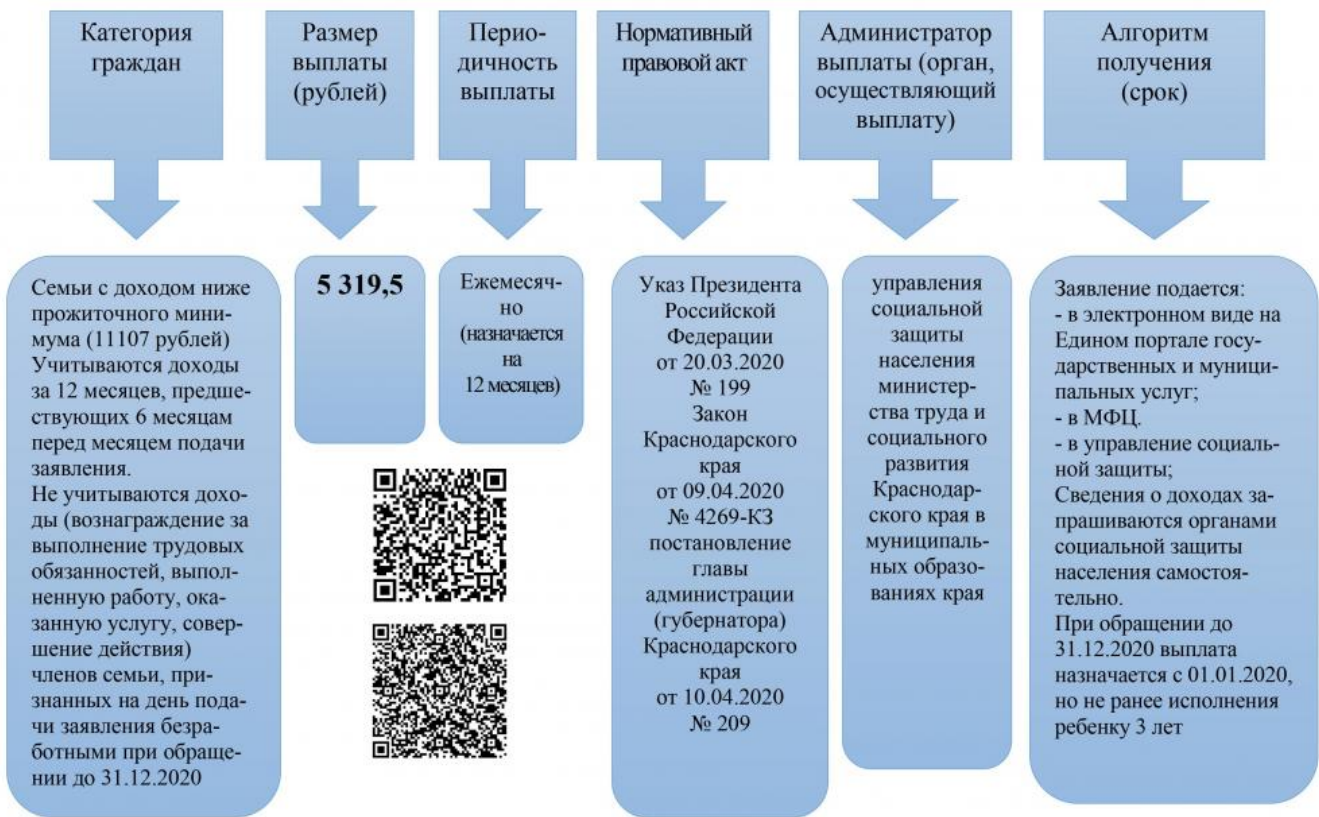 Категория
граждан
Размер
выплаты
(рублей)
Перио-
дичность
выплаты
Нормативный
правовой акт
Администратор
выплаты (орган,
осуществляющий
выплату)
Алгоритм
получения
(срок)
Семьи с доходом ниже
прожиточного мини-
мума (11107 рублей)
Учитываются доходы
за 12 месяцев, предше-
ствующих 6 месяцам
перед месяцем подачи
заявления.
Не учитываются дохо-
ды (вознаграждение за
выполнение трудовых
обязанностей, выпол-
ненную работу, ока-
занную услугу, совер-
шение действия)
членов семьи, при-
знанных на день пода-
чи заявления безра-
ботными при обраще-
нии до 31.12.2020
5 319,5
Ежемесяч-
но
(назначается
на
12 месяцев)
Указ Президента
Российской
Федерации
от 20.03.2020
№ 199
Закон
Краснодарского
края
от 09.04.2020
№ 4269-КЗ
постановление
главы
администрации
(губернатора)
Краснодарского
края
от 10.04.2020
№ 209
управления
социальной
защиты
населения
министер-
ства труда и
социального
развития
Краснодар-
ского края в
муниципаль-
ных образо-
ваниях края
Заявление подается:
- в электронном виде на
Едином портале госу-
дарственных и муници-
пальных услуг;
- в МФЦ.
- в управление социаль-
ной защиты;
Сведения о доходах за-
прашиваются органами
социальной защиты
населения самостоя-
тельно.
При обращении до
31.12.2020 выплата
назначается с 01.01.2020,
но не ранее исполнения
ребенку 3 лет